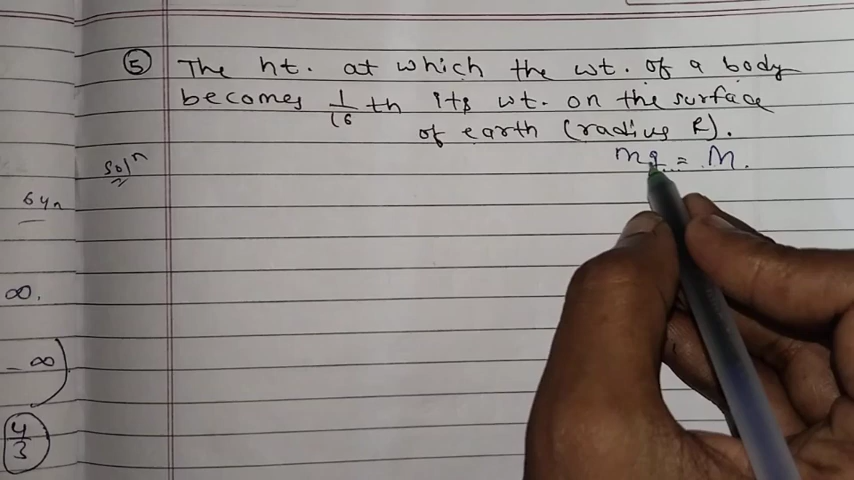 ⑤ The ht. at which the wt. of a body
becomes 1/16 th its wt. on the surface
of earth (radius R).
mg = M.
Solⁿ
64n
∞.
- ∞)
4/3